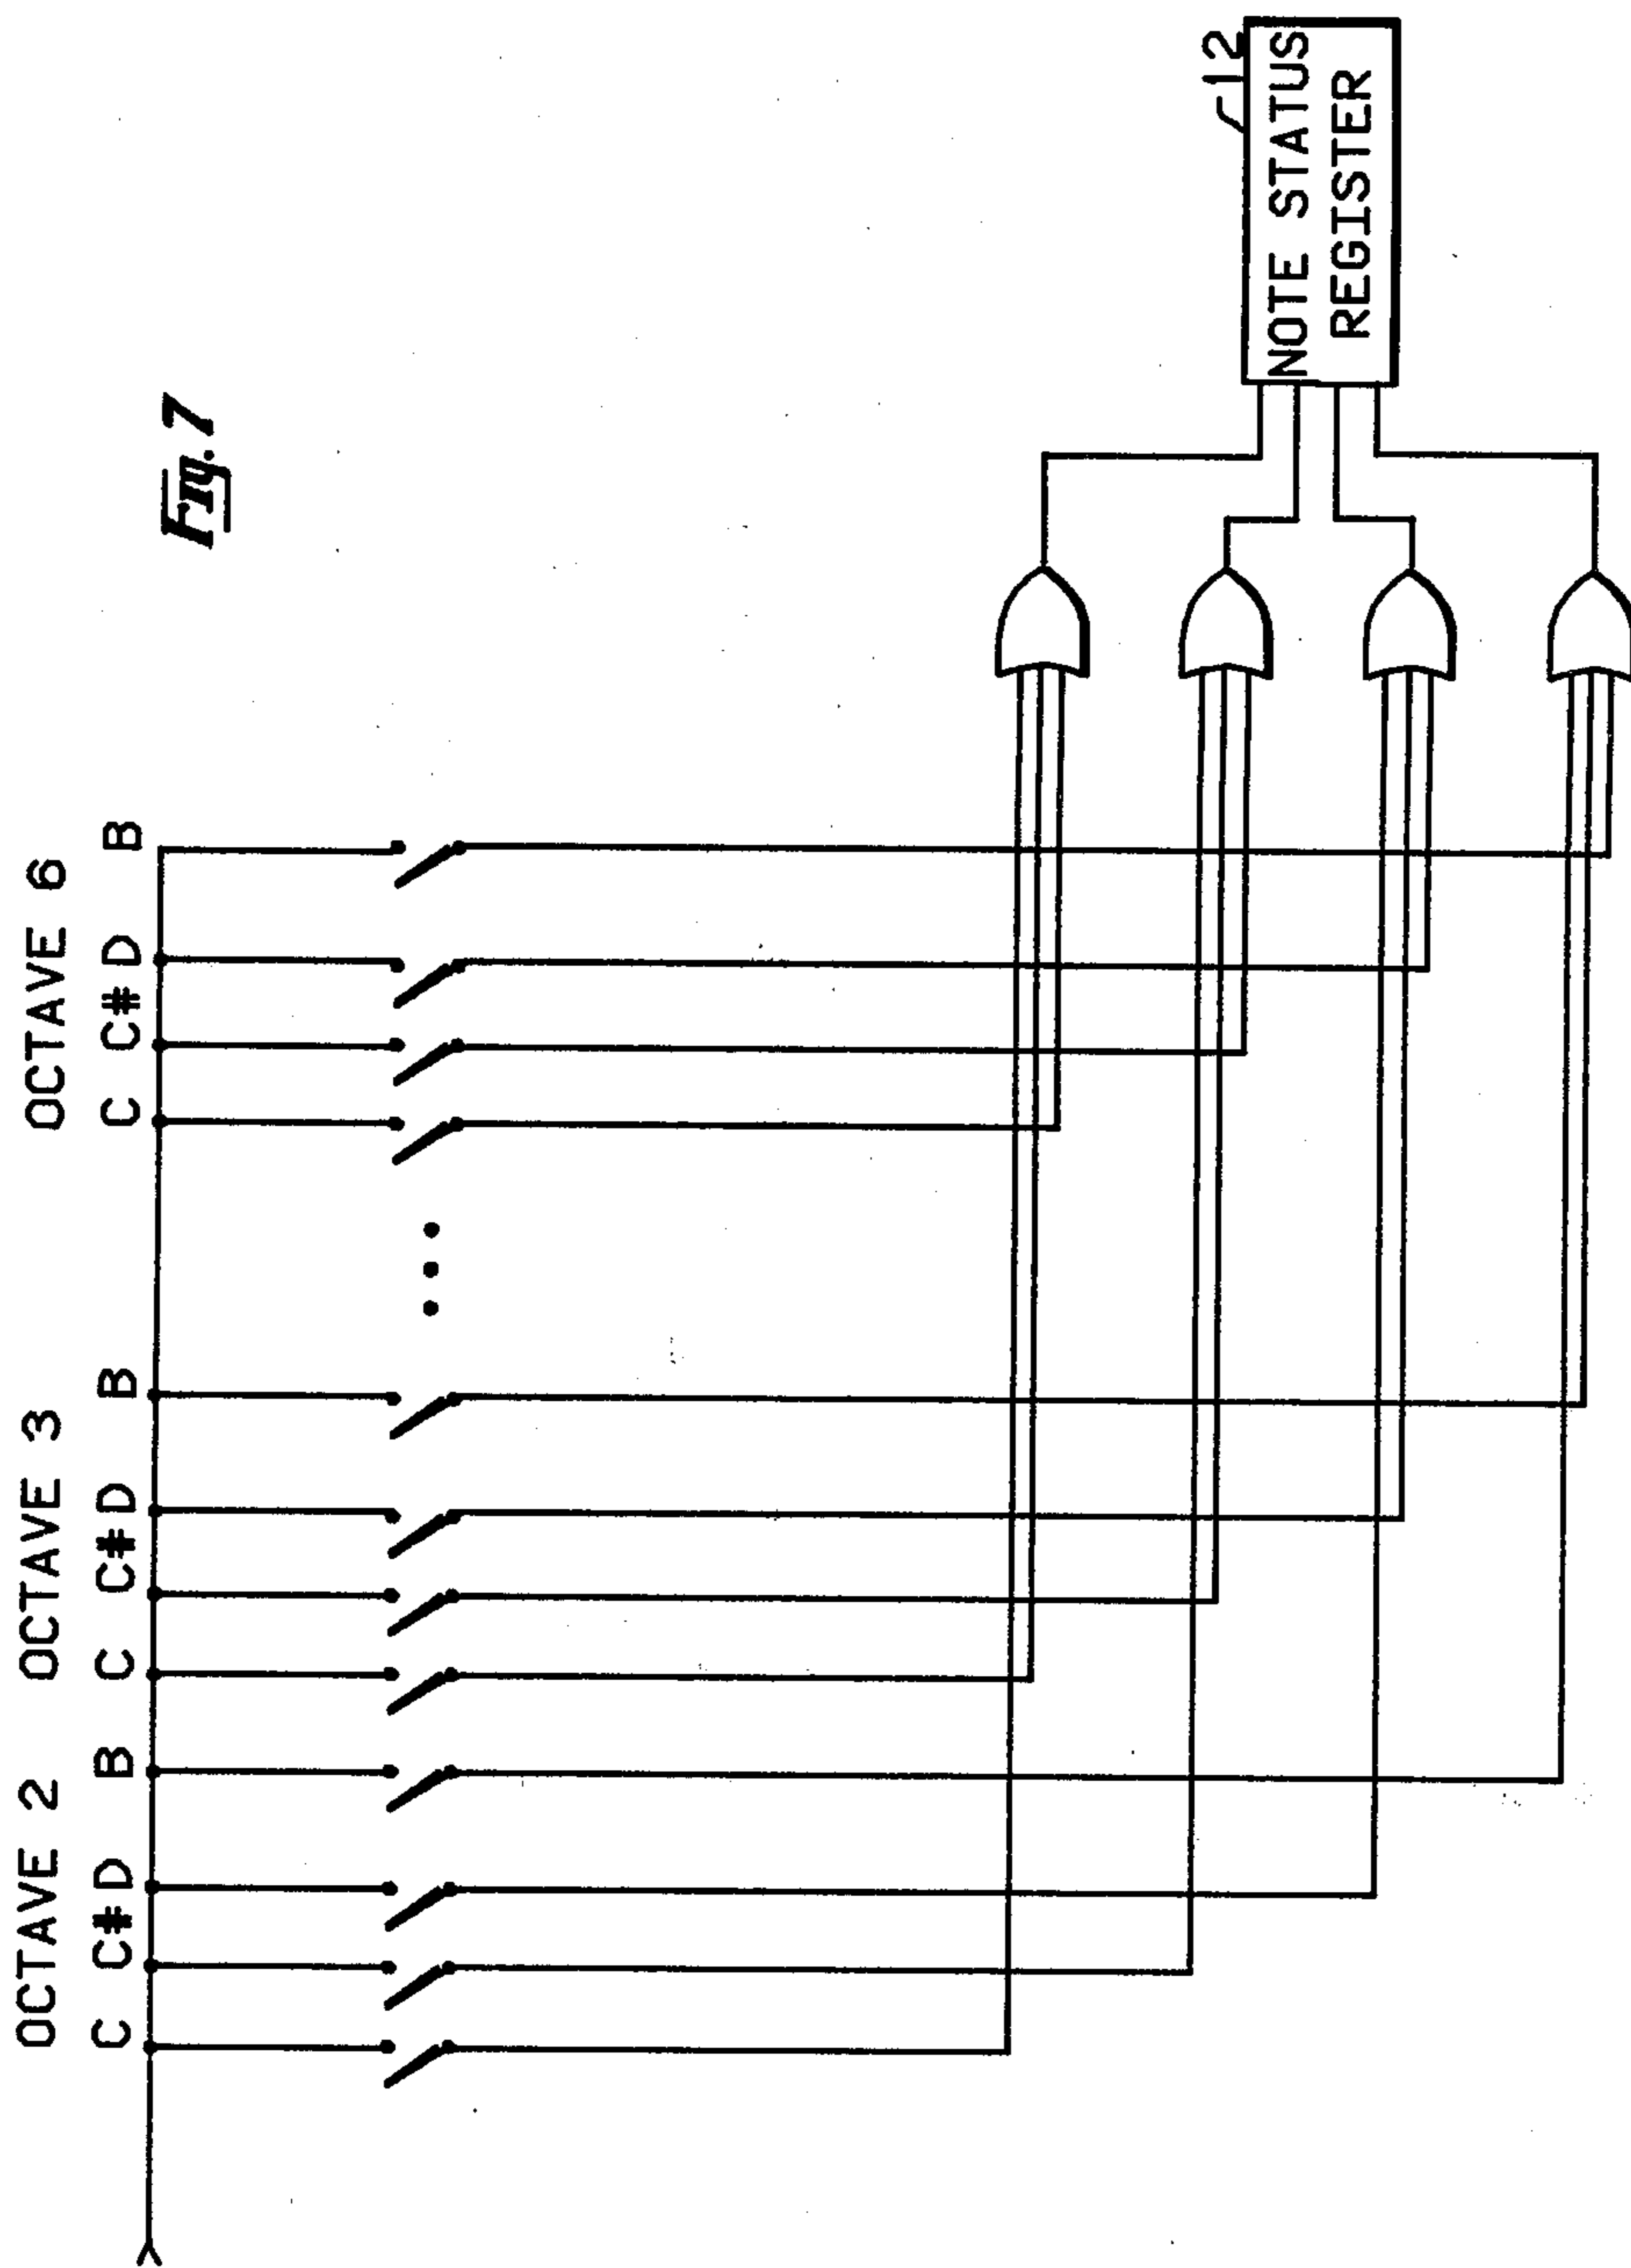 OCTAVE 2 OCTAVE 3 OCTAVE 6
C C# D B C C# D B C C# D B
Fig. 7
12
NOTE STATUS
REGISTER